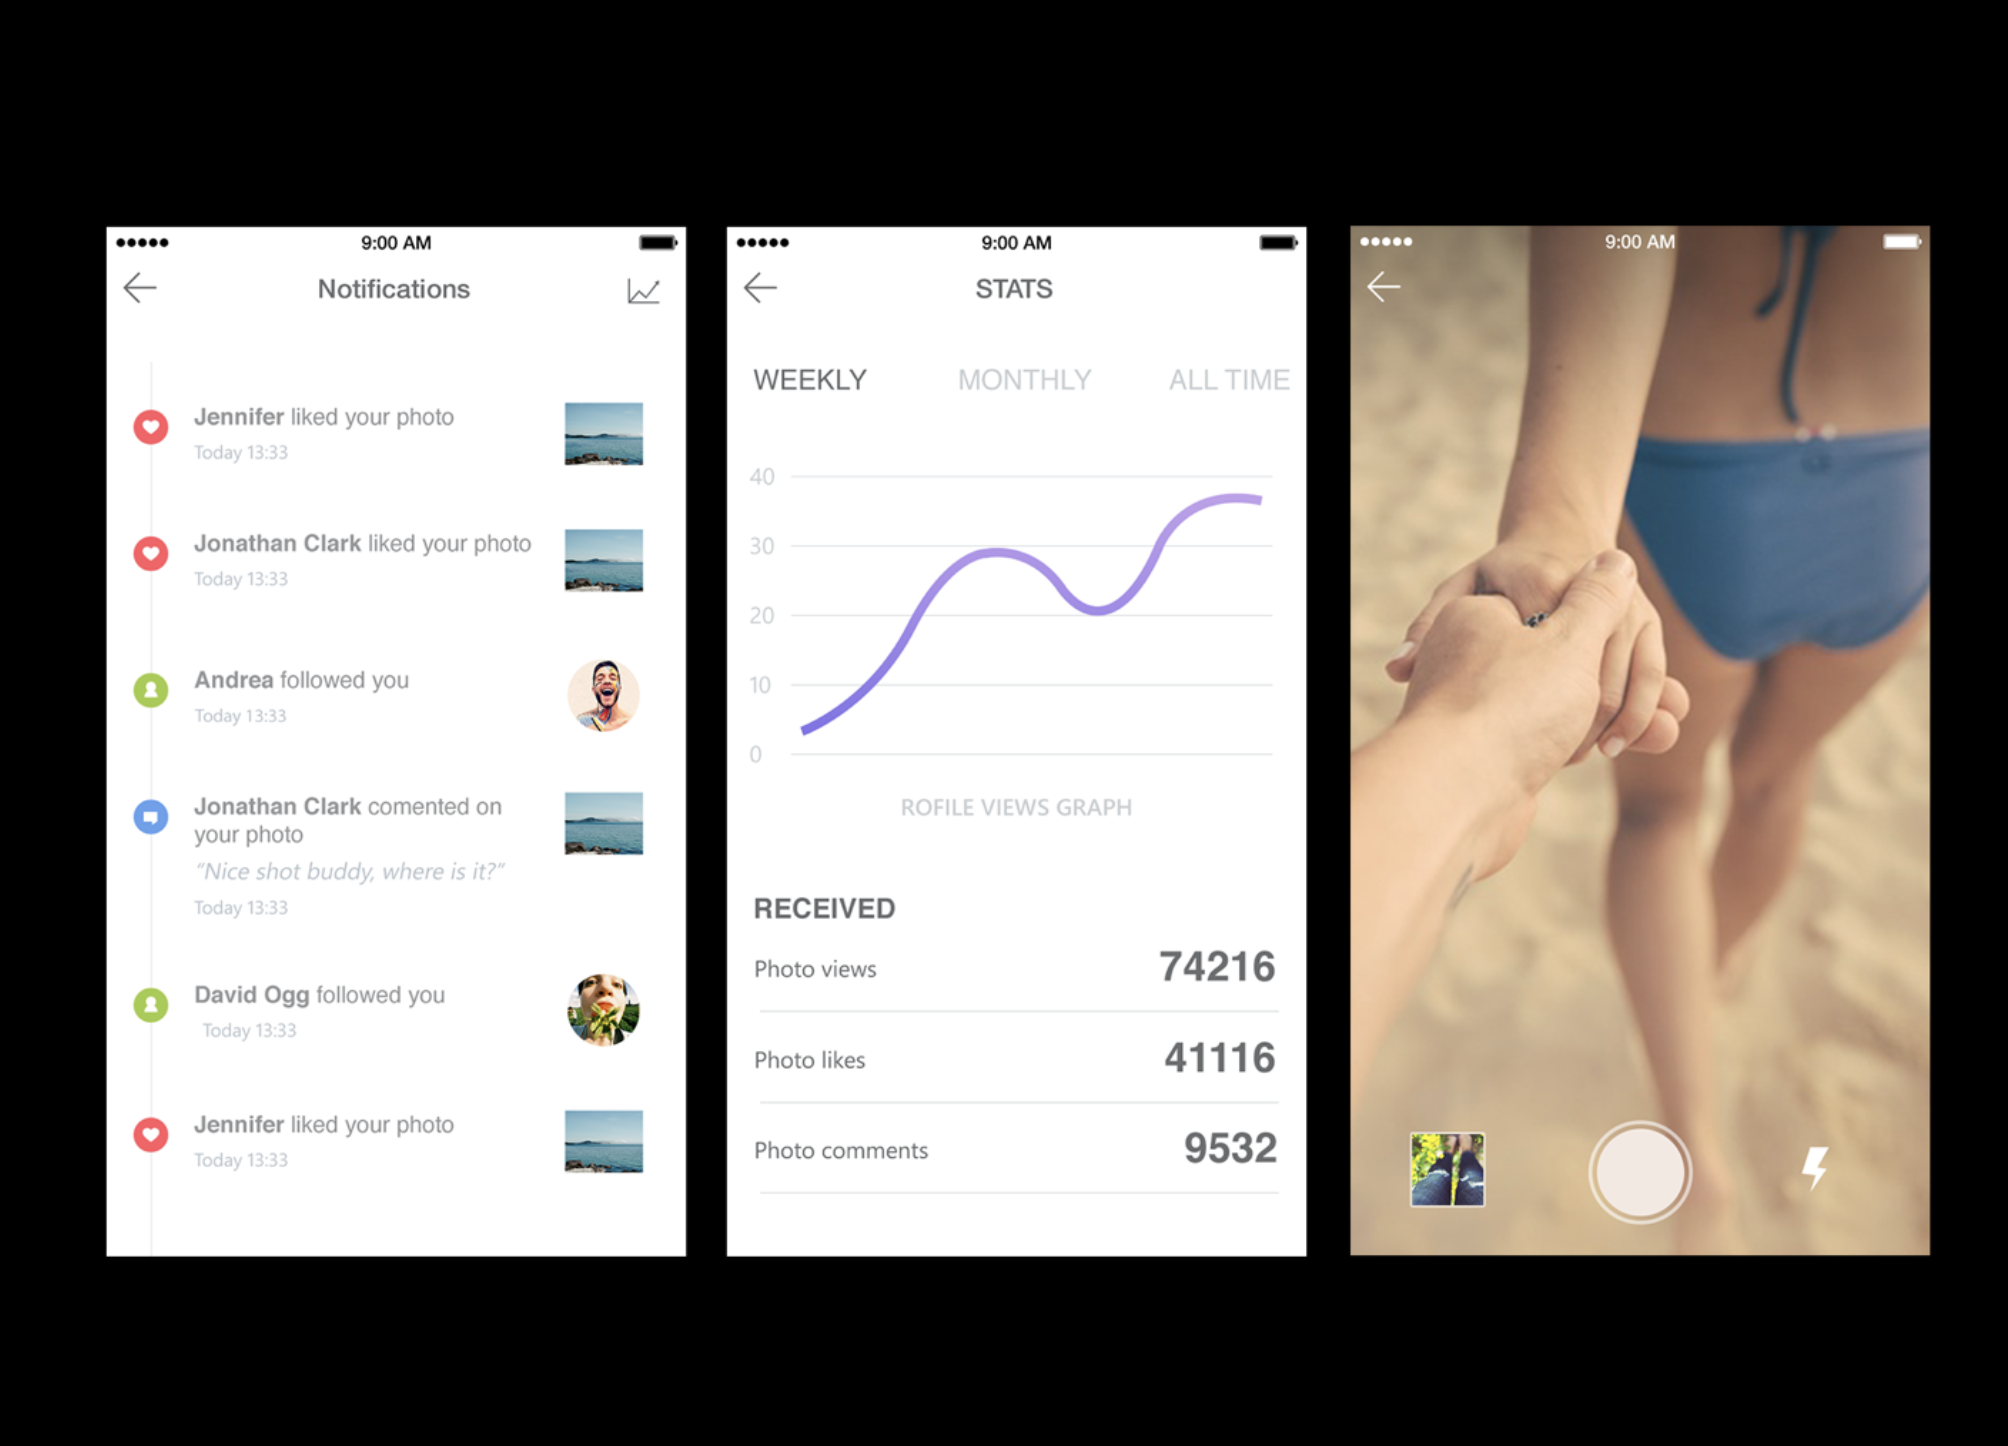 9:00 AM
Notifications
Jennifer liked your photo
Today 13:33
Jonathan Clark liked your photo
Today 13:33
Andrea followed you
Today 13:33
Jonathan Clark comented on
your photo
"Nice shot buddy, where is it?"
Today 13:33
David Ogg followed you
Today 13:33
Jennifer liked your photo
Today 13:33
9:00 AM
STATS
WEEKLY MONTHLY ALL TIME
40
30
20
10
0
ROFILE VIEWS GRAPH
RECEIVED
Photo views 74216
Photo likes 41116
Photo comments 9532
9:00 AM